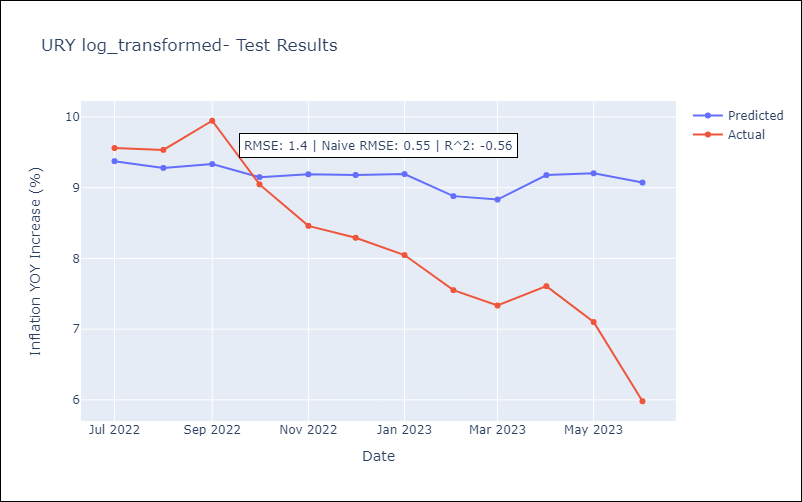 URY log_transformed- Test Results
Predicted
Actual
RMSE: 1.4 | Naive RMSE: 0.55 | R^2: -0.56
Inflation YOY Increase (%)
10
9
8
7
6
Jul 2022 Sep 2022 Nov 2022 Jan 2023 Mar 2023 May 2023
Date